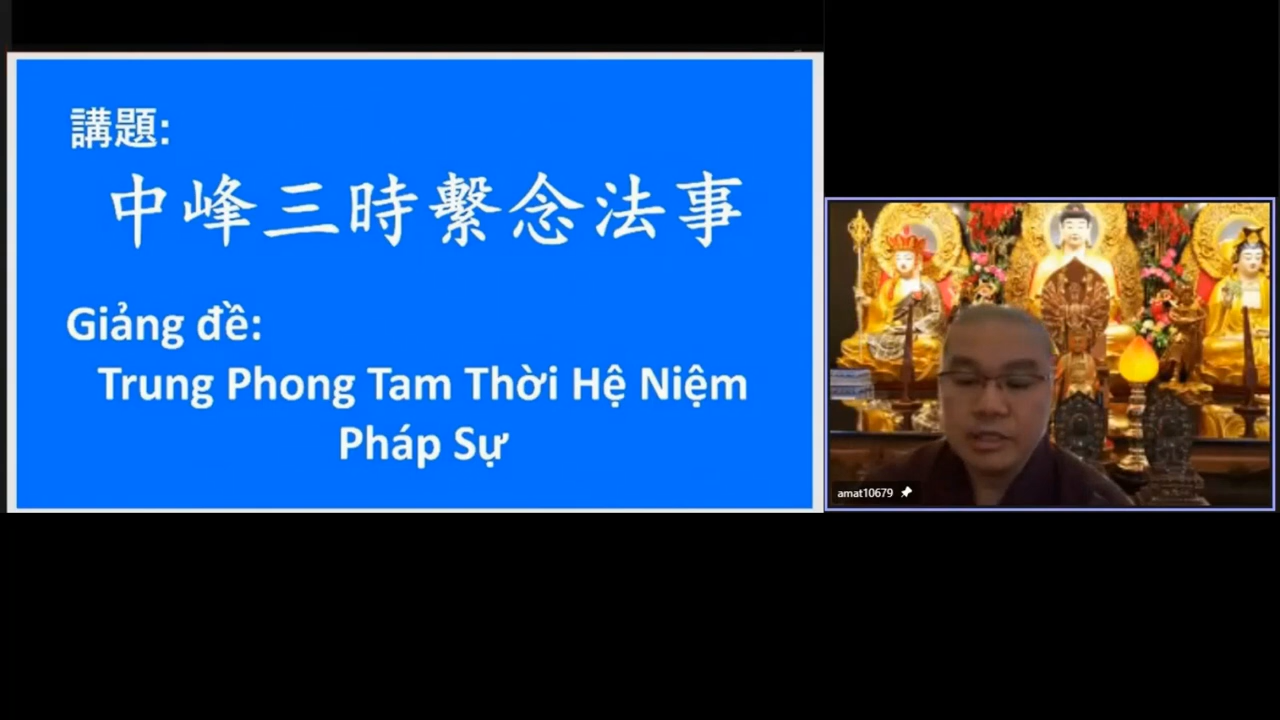 講題:
中峰三時繫念法事
Giảng đề:
Trung Phong Tam Thời Hệ Niệm
Pháp Sự
amat10679